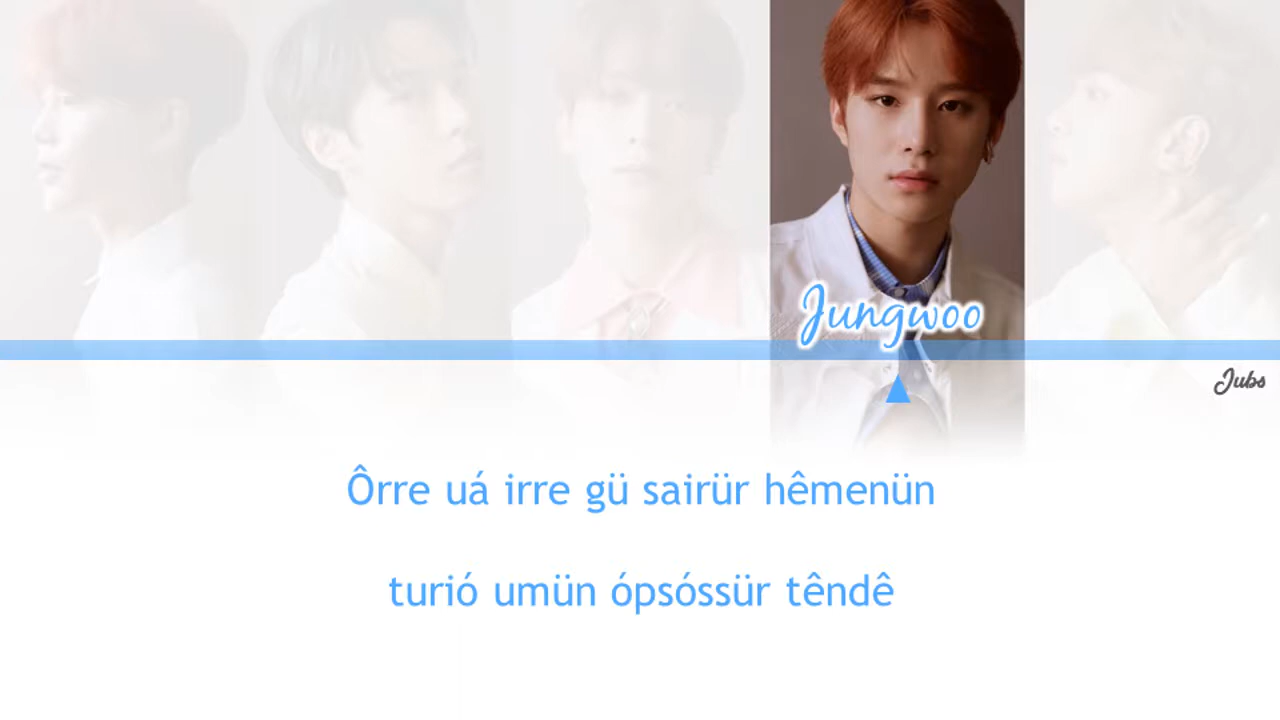 Jungwoo
Jubs
Ôrre uá irre gü sairür hêmenün
turió umün ópsóssür têndê